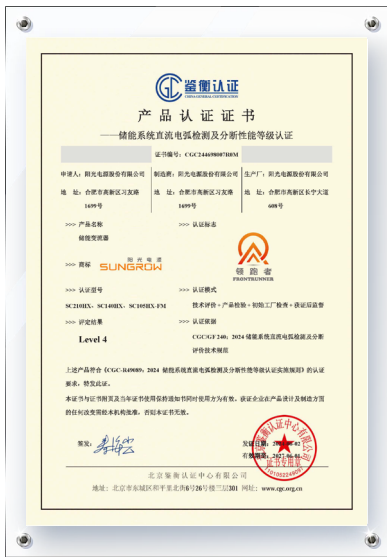 鉴衡认证
CHINA GENERAL CERTIFICATION
产品认证证书
——储能系统直流电弧检测及分断性能等级认证
证书编号：CGC24469B007R0M
申请人：阳光电源股份有限公司
制造商：阳光电源股份有限公司
生产厂：阳光电源股份有限公司
地 址：合肥市高新区习友路1699号
地 址：合肥市高新区习友路1699号
地 址：合肥市高新区长宁大道608号
>>> 产品名称
储能变流器
>>> 认证标志
领跑者
FRONTRUNNER
>>> 商标
阳光电源
SUNGROW
>>> 认证型号
SC210HX、SC140HX、SC105HX-FM
>>> 认证模式
技术评价+产品检验+初始工厂检查+获证后监督
>>> 评定结果
Level 4
>>> 认证依据
CGC/GF 240：2024 储能系统直流电弧检测及分断
评价技术规范
上述产品符合《CGC-R49089：2024 储能系统直流电弧检测及分断性能等级认证实施规则》的认证
要求，特发此证。
本证书与证书附页及当年证书使用保持通知书同时使用方为有效。获证企业在产品设计及制造方面
的任何改变需经本机构批准，否则本证书无效。
签发：
发证日期：
有效期至：
证书专用章
北京鉴衡认证中心有限公司
地址：北京市东城区和平里北街6号26号楼三层301 网址：www.cgc.org.cn